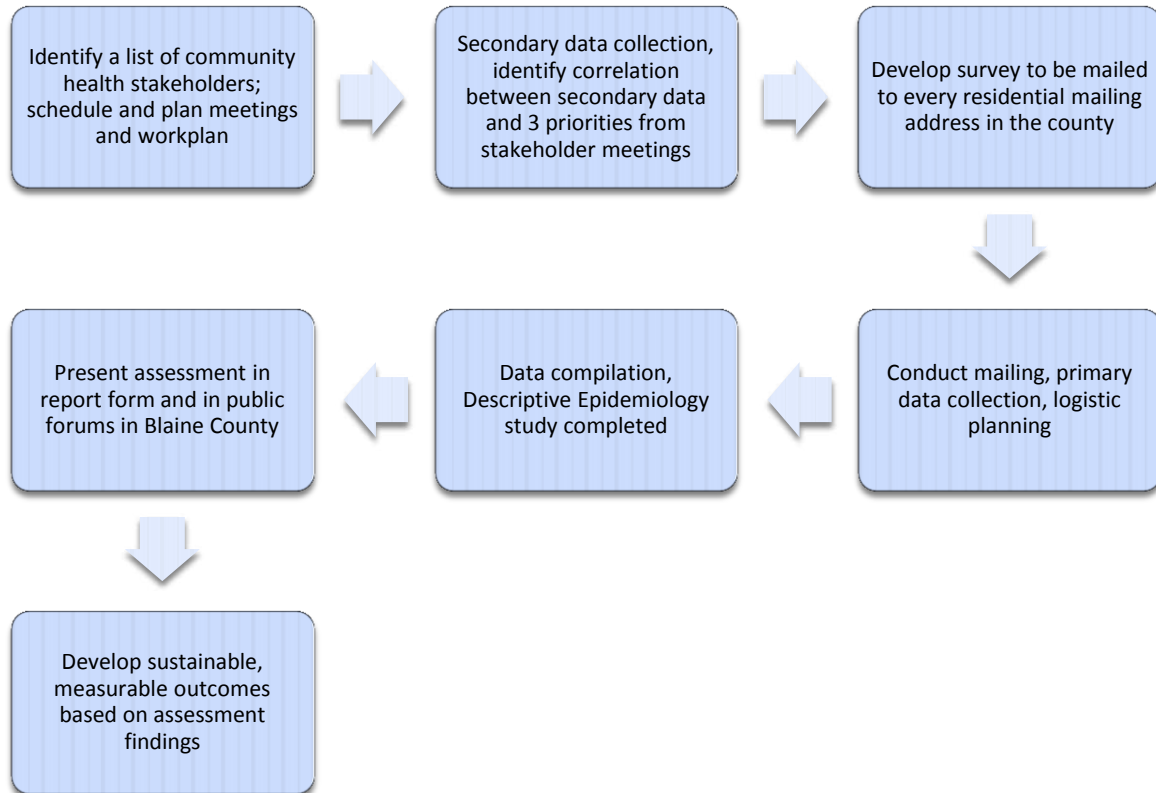 Identify a list of community
health stakeholders;
schedule and plan meetings
and workplan
Secondary data collection,
identify correlation
between secondary data
and 3 priorities from
stakeholder meetings
Develop survey to be mailed
to every residential mailing
address in the county
Conduct mailing, primary
data collection, logistic
planning
Data compilation,
Descriptive Epidemiology
study completed
Present assessment in
report form and in public
forums in Blaine County
Develop sustainable,
measurable outcomes
based on assessment
findings